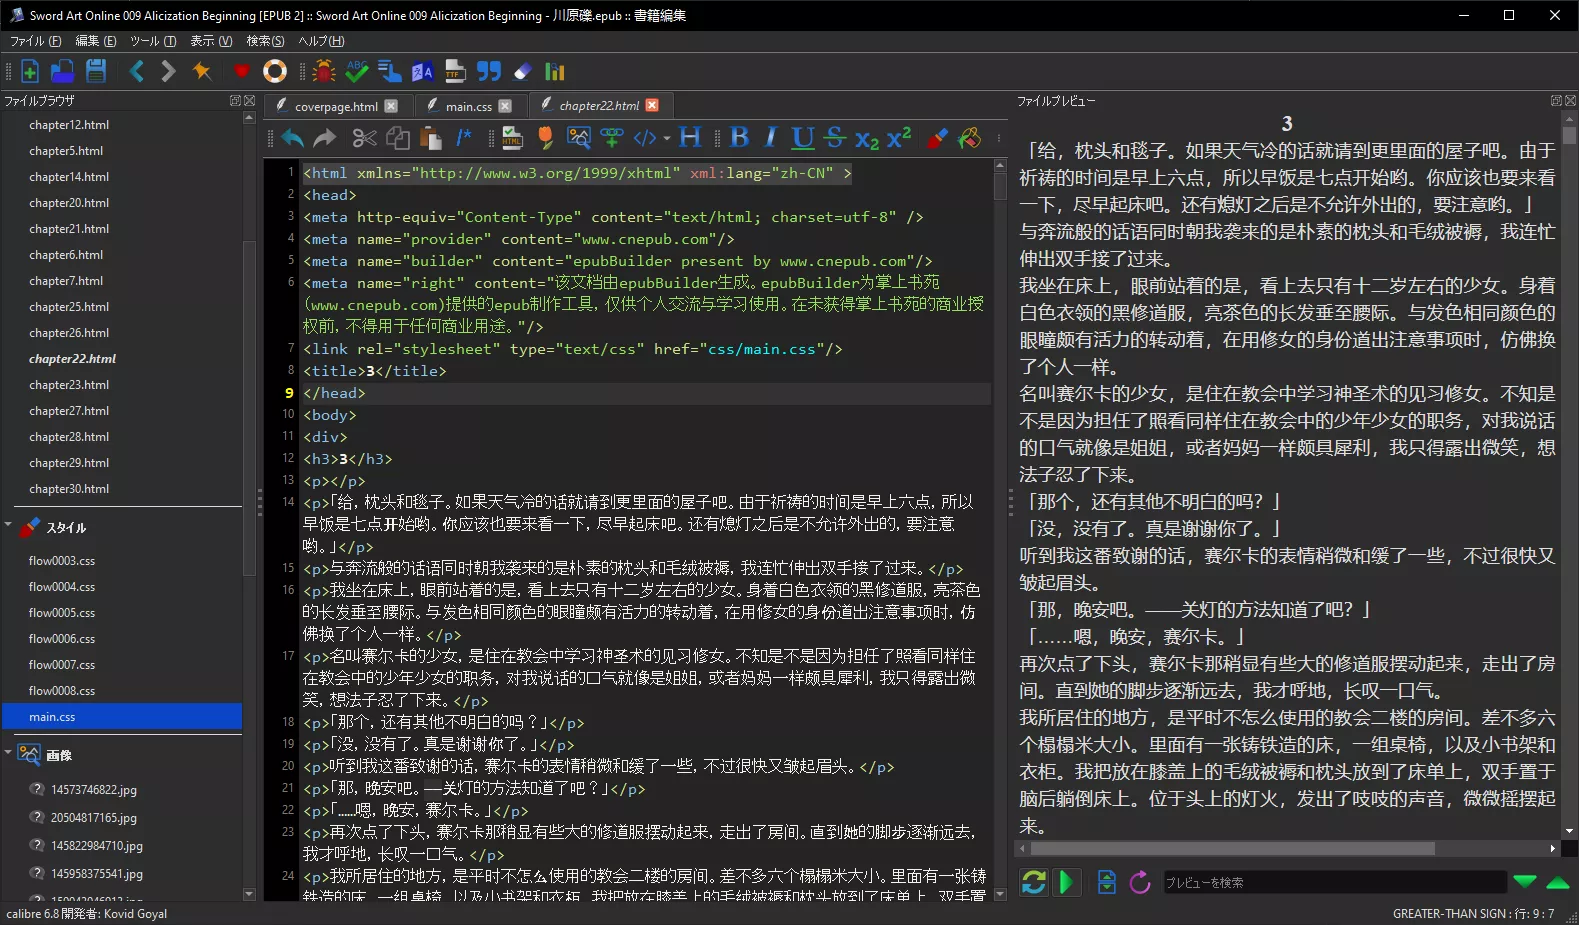 Sword Art Online 009 Alicization Beginning [EPUB 2] :: Sword Art Online 009 Alicization Beginning - 川原礫.epub :: 書籍編集
ファイル (F) 編集 (E) ツール (T) 表示 (V) 検索(S) ヘルプ(H)
ファイルブラウザ
chapter12.html
chapter5.html
chapter14.html
chapter20.html
chapter21.html
chapter6.html
chapter7.html
chapter25.html
chapter26.html
chapter22.html
chapter23.html
chapter27.html
chapter28.html
chapter29.html
chapter30.html
スタイル
flow0003.css
flow0004.css
flow0005.css
flow0006.css
flow0007.css
flow0008.css
main.css
画像
14573746822.jpg
20504817165.jpg
145822984710.jpg
145958375541.jpg
coverpage.html main.css chapter22.html
1 <html xmlns="http://www.w3.org/1999/xhtml" xml:lang="zh-CN" >
2 <head>
3 <meta http-equiv="Content-Type" content="text/html; charset=utf-8" />
4 <meta name="provider" content="www.cnepub.com"/>
5 <meta name="builder" content="epubBuilder present by www.cnepub.com"/>
6 <meta name="right" content="该文档由epubBuilder生成。epubBuilder为掌上书苑
(www.cnepub.com)提供的epub制作工具，仅供个人交流与学习使用。在未获得掌上书苑的商业授
权前，不得用于任何商业用途。"/>
7 <link rel="stylesheet" type="text/css" href="css/main.css"/>
8 <title>3</title>
9 </head>
10 <body>
11 <div>
12 <h3>3</h3>
13 <p></p>
14 <p>「给，枕头和毯子。如果天气冷的话就请到更里面的屋子吧。由于祈祷的时间是早上六点，所以
早饭是七点开始哟。你应该也要来看一下，尽早起床吧。还有熄灯之后是不允许外出的，要注意
哟。」</p>
15 <p>与奔流般的话语同时朝我袭来的是朴素的枕头和毛绒被褥，我连忙伸出双手接了过来。</p>
16 <p>我坐在床上，眼前站着的是，看上去只有十二岁左右的少女。身着白色衣领的黑修道服，亮茶色
的长发垂至腰际。与发色相同颜色的眼瞳颇有活力的转动着，在用修女的身份道出注意事项时，仿
佛换了个人一样。</p>
17 <p>名叫赛尔卡的少女，是住在教会中学习神圣术的见习修女。不知是不是因为担任了照看同样住
在教会中的少年少女的职务，对我说话的口气就像是姐姐，或者妈妈一样颇具犀利，我只得露出微
笑，想法子忍了下来。</p>
18 <p>「那个，还有其他不明白的吗？」</p>
19 <p>「没，没有了。真是谢谢你了。」</p>
20 <p>听到我这番致谢的话，赛尔卡的表情稍微和缓了一些，不过很快又皱起眉头。</p>
21 <p>「那，晚安吧。——关灯的方法知道了吧？」</p>
22 <p>「……嗯，晚安，赛尔卡。」</p>
23 <p>再次点了下头，赛尔卡那稍显有些大的修道服摆动起来，走出了房间。直到她的脚步逐渐远去，
我才呼地，长叹一口气。</p>
24 <p>我所居住的地方，是平时不怎么使用的教会二楼的房间。差不多六个榻榻米大小。里面有一张铸
铁造的床，一组桌椅，以及小书架和衣柜。我把放在膝盖上的毛绒被褥和枕头放到了床单上，双手置
ファイルプレビュー
3
「给，枕头和毯子。如果天气冷的话就请到更里面的屋子吧。由于
祈祷的时间是早上六点，所以早饭是七点开始哟。你应该也要来看
一下，尽早起床吧。还有熄灯之后是不允许外出的，要注意哟。」
与奔流般的话语同时朝我袭来的是朴素的枕头和毛绒被褥，我连忙
伸出双手接了过来。
我坐在床上，眼前站着的是，看上去只有十二岁左右的少女。身着
白色衣领的黑修道服，亮茶色的长发垂至腰际。与发色相同颜色的
眼瞳颇有活力的转动着，在用修女的身份道出注意事项时，仿佛换
了个人一样。
名叫赛尔卡的少女，是住在教会中学习神圣术的见习修女。不知是
不是因为担任了照看同样住在教会中的少年少女的职务，对我说话
的口气就像是姐姐，或者妈妈一样颇具犀利，我只得露出微笑，想
法子忍了下来。
「那个，还有其他不明白的吗？」
「没，没有了。真是谢谢你了。」
听到我这番致谢的话，赛尔卡的表情稍微和缓了一些，不过很快又
皱起眉头。
「那，晚安吧。——关灯的方法知道了吧？」
「……嗯，晚安，赛尔卡。」
再次点了下头，赛尔卡那稍显有些大的修道服摆动起来，走出了房
间。直到她的脚步逐渐远去，我才呼地，长叹一口气。
我所居住的地方，是平时不怎么使用的教会二楼的房间。差不多六
个榻榻米大小。里面有一张铸铁造的床，一组桌椅，以及小书架和
衣柜。我把放在膝盖上的毛绒被褥和枕头放到了床单上，双手置于
脑后躺倒床上。位于头上的灯火，发出了吱吱的声音，微微摇摆起
来。
プレビューを検索
calibre 6.8 開発者: Kovid Goyal
GREATER-THAN SIGN : 行: 9 : 7